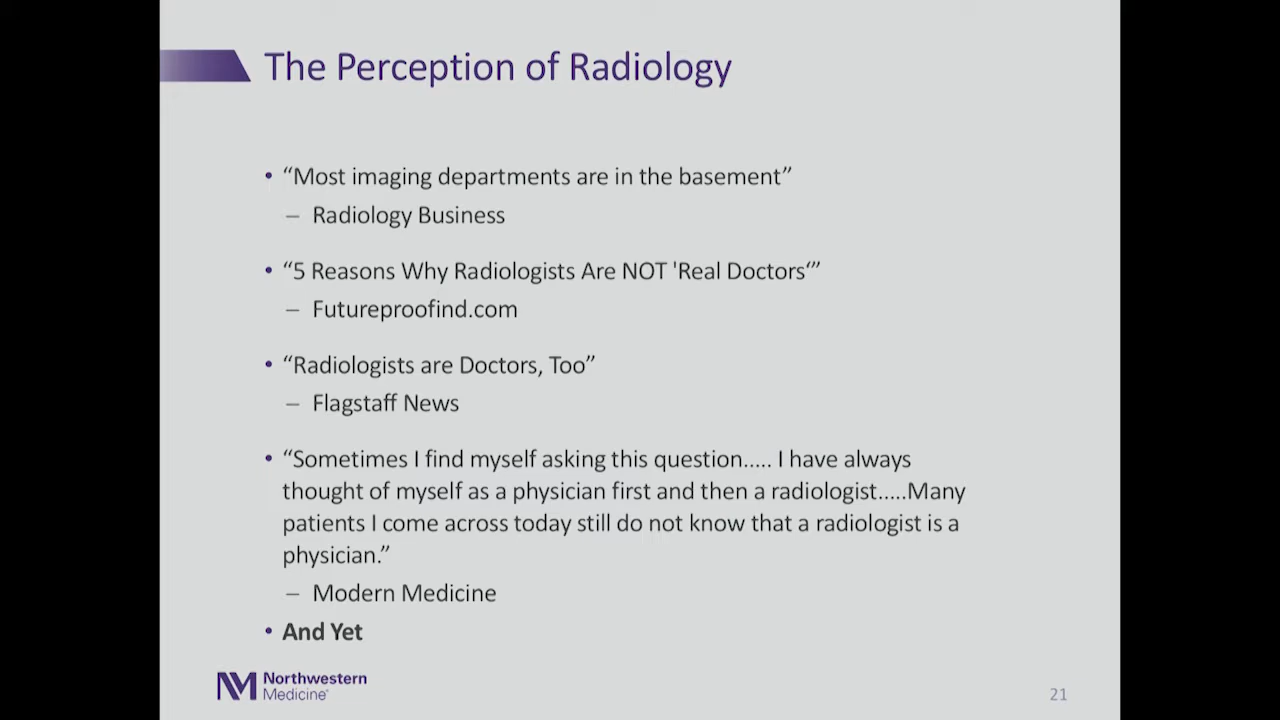 The Perception of Radiology
• “Most imaging departments are in the basement”
– Radiology Business
• “5 Reasons Why Radiologists Are NOT 'Real Doctors‘”
– Futureproofind.com
• “Radiologists are Doctors, Too”
– Flagstaff News
• “Sometimes I find myself asking this question..... I have always
thought of myself as a physician first and then a radiologist.....Many
patients I come across today still do not know that a radiologist is a
physician.”
– Modern Medicine
• And Yet
NM Northwestern
Medicine®
21